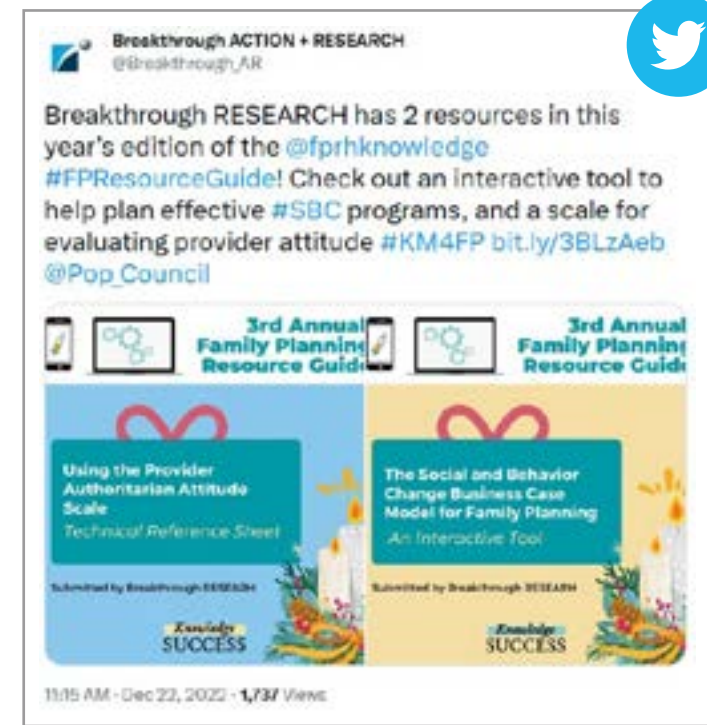 Breakthrough ACTION + RESEARCH
@Breakthrough_AR
Breakthrough RESEARCH has 2 resources in this
year's edition of the @fprhknowledge
#FPResourceGuide! Check out an interactive tool to
help plan effective #SBC programs, and a scale for
evaluating provider attitude #KM4FP bit.ly/3BLzAeb
@Pop_Council
3rd Annual
Family Planning
Resource Guide
Using the Provider
Authoritarian Attitude
Scale
Technical Reference Sheet
Submitted by Breakthrough RESEARH
Knowledge
SUCCESS
3rd Annual
Family Planning
Resource Guide
The Social and Behavior
Change Business Case
Model for Family Planning
An Interactive Tool
Submitted by Breakthrough RESEARH
Knowledge
SUCCESS
11:15 AM - Dec 22, 2022 - 1,737 Views